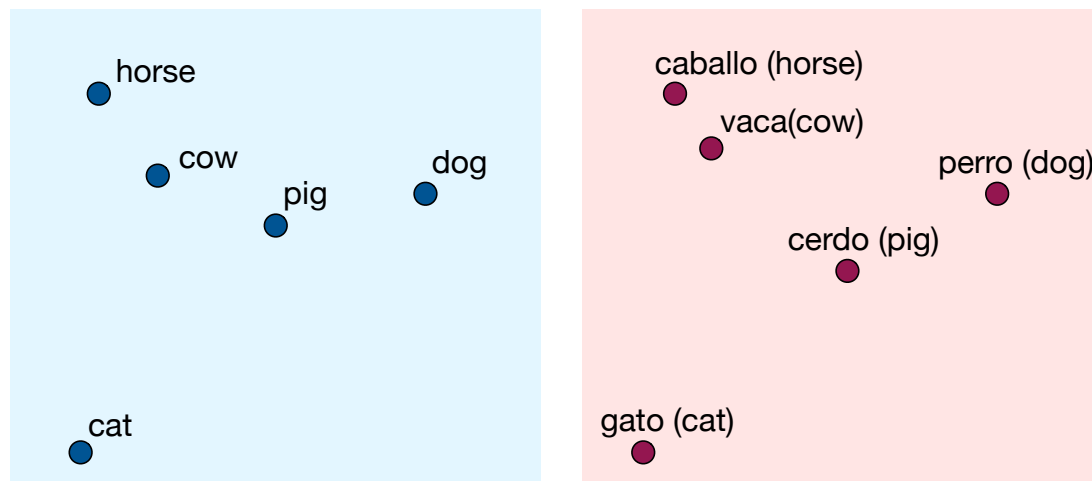 horse
cow
pig
dog
cat
caballo (horse)
vaca(cow)
perro (dog)
cerdo (pig)
gato (cat)